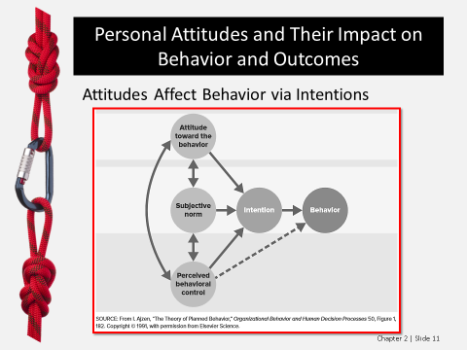 Personal Attitudes and Their Impact on
Behavior and Outcomes
Attitudes Affect Behavior via Intentions
Attitude
toward the
behavior
Subjective
norm
Intention
Behavior
Perceived
behavioral
control
SOURCE: From I. Ajzen, "The Theory of Planned Behavior," Organizational Behavior and Human Decision Processes 50, Figure 1,
182. Copyright © 1991, with permission from Elsevier Science.
Chapter 2 | Slide 11